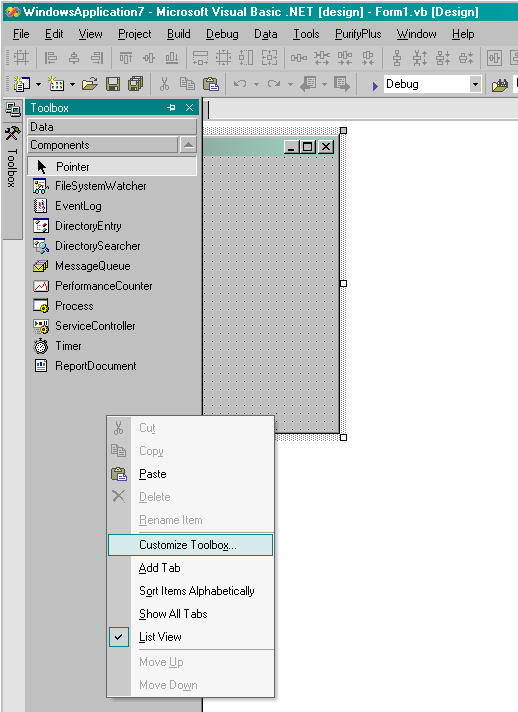 WindowsApplication7 - Microsoft Visual Basic .NET [design] - Form1.vb [Design]
File Edit View Project Build Debug Data Tools PurifyPlus Window Help
Debug
Toolbox
Toolbox
Data
Components
Pointer
FileSystemWatcher
EventLog
DirectoryEntry
DirectorySearcher
MessageQueue
PerformanceCounter
Process
ServiceController
Timer
ReportDocument
Cut
Copy
Paste
Delete
Rename Item
Customize Toolbox...
Add Tab
Sort Items Alphabetically
Show All Tabs
List View
Move Up
Move Down